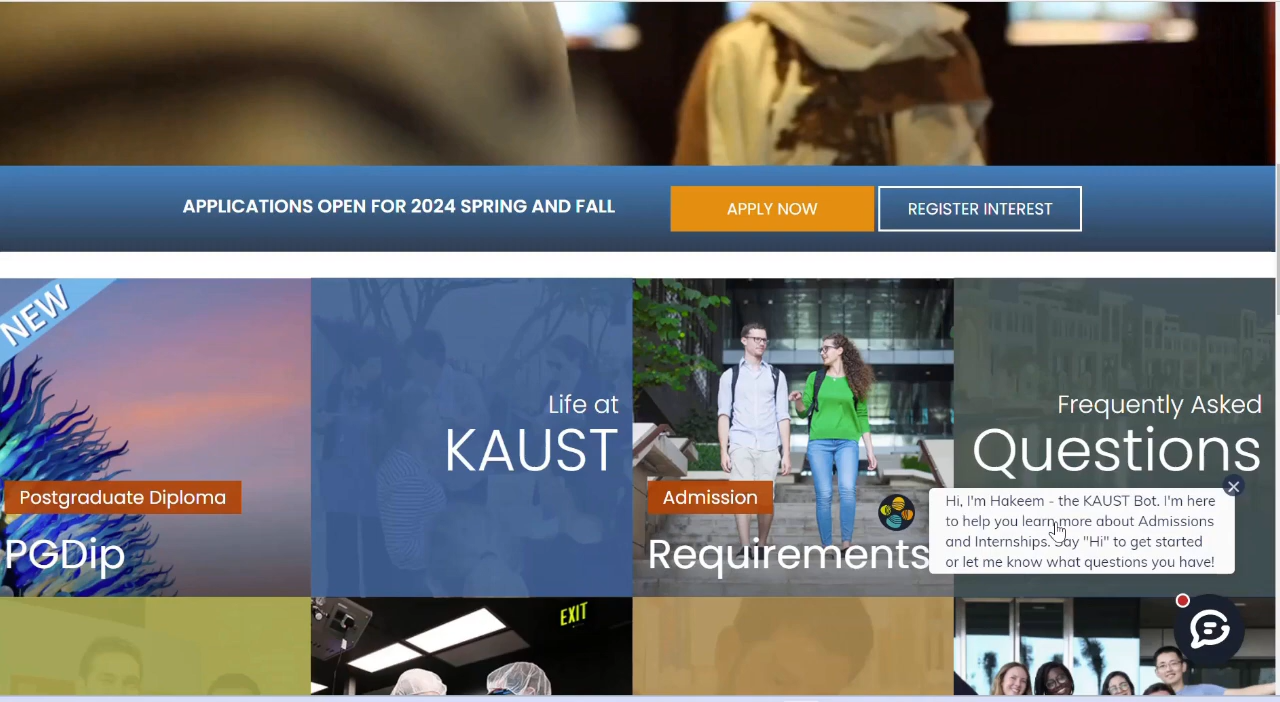 APPLICATIONS OPEN FOR 2024 SPRING AND FALL
APPLY NOW
REGISTER INTEREST
NEW
Postgraduate Diploma
PGDip
Life at
KAUST
Admission
Requirements
Frequently Asked
Questions
Hi, I'm Hakeem - the KAUST Bot. I'm here
to help you learn more about Admissions
and Internships. Say "Hi" to get started
or let me know what questions you have!
EXIT